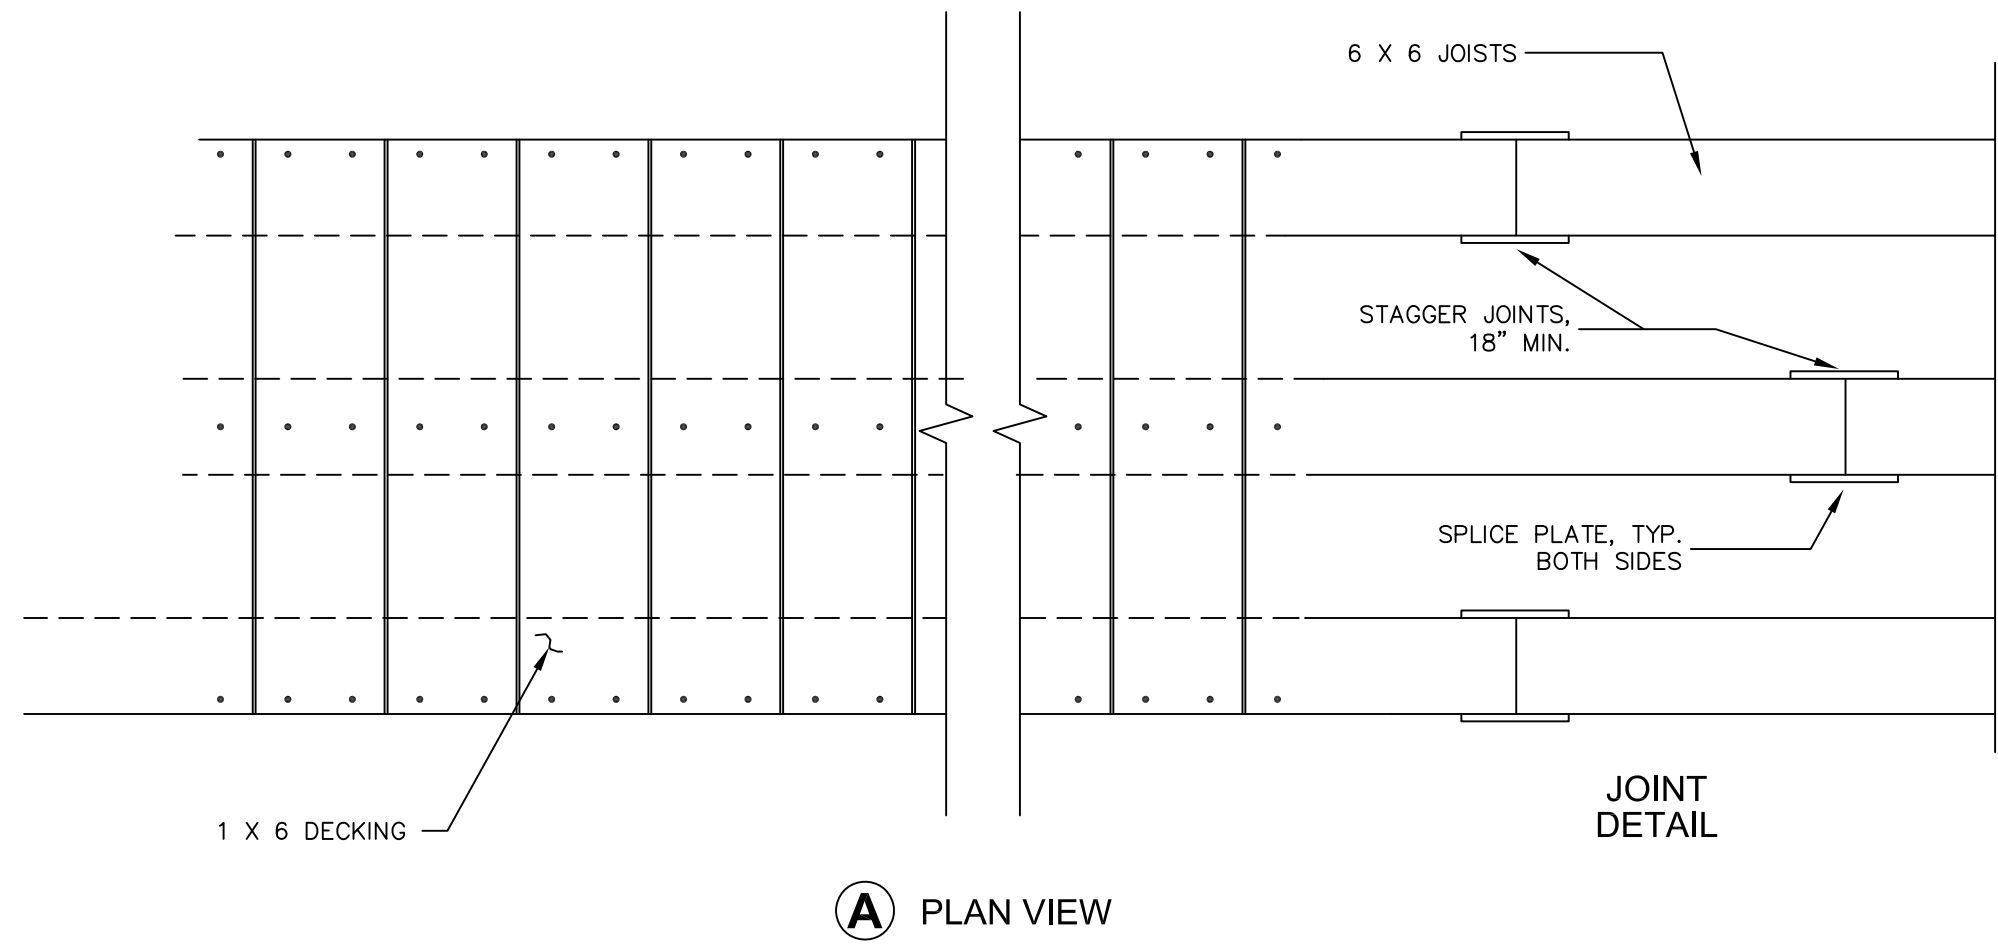 6 X 6 JOISTS
STAGGER JOINTS,
18" MIN.
SPLICE PLATE, TYP.
BOTH SIDES
JOINT
DETAIL
1 X 6 DECKING
A PLAN VIEW